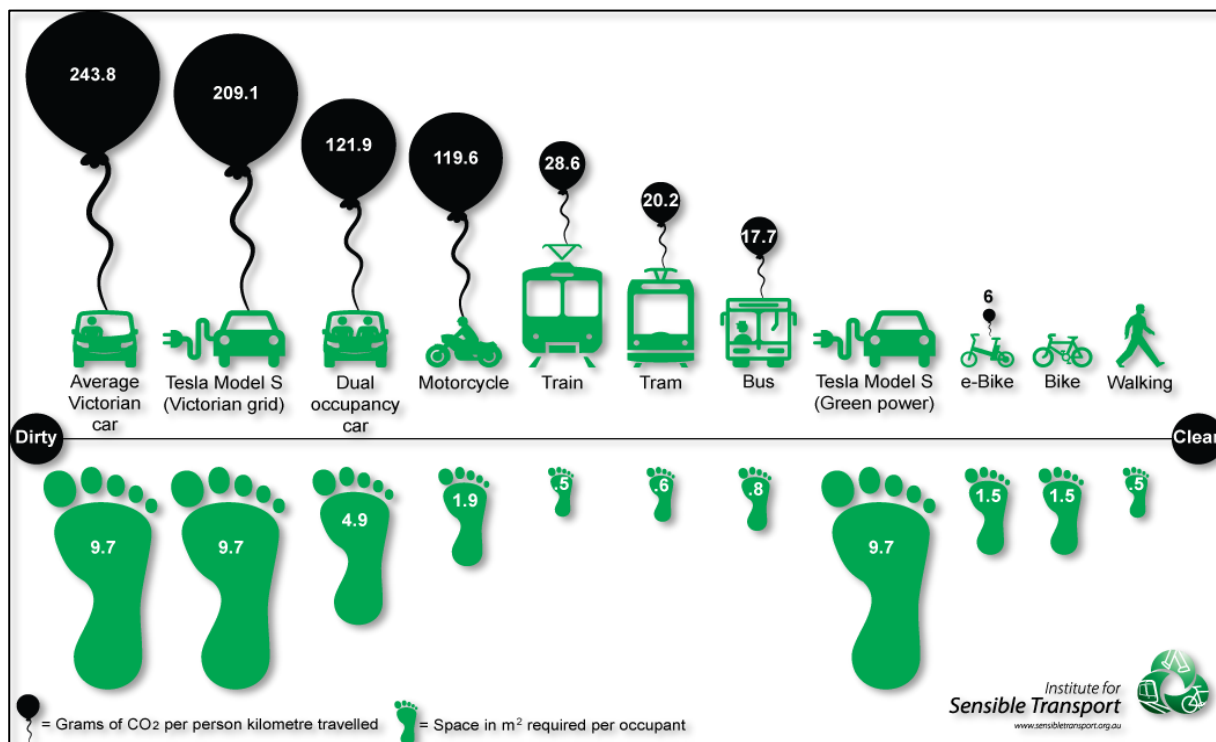 243.8
209.1
121.9
119.6
28.6
20.2
17.7
6
Average
Victorian
car
Tesla Model S
(Victorian grid)
Dual
occupancy
car
Motorcycle
Train
Tram
Bus
Tesla Model S
(Green power)
e-Bike
Bike
Walking
Dirty
Clean
9.7
9.7
4.9
1.9
.5
.6
.8
9.7
1.5
1.5
.5
= Grams of CO2 per person kilometre travelled
= Space in m² required per occupant
Institute for
Sensible Transport
www.sensibletransport.org.au